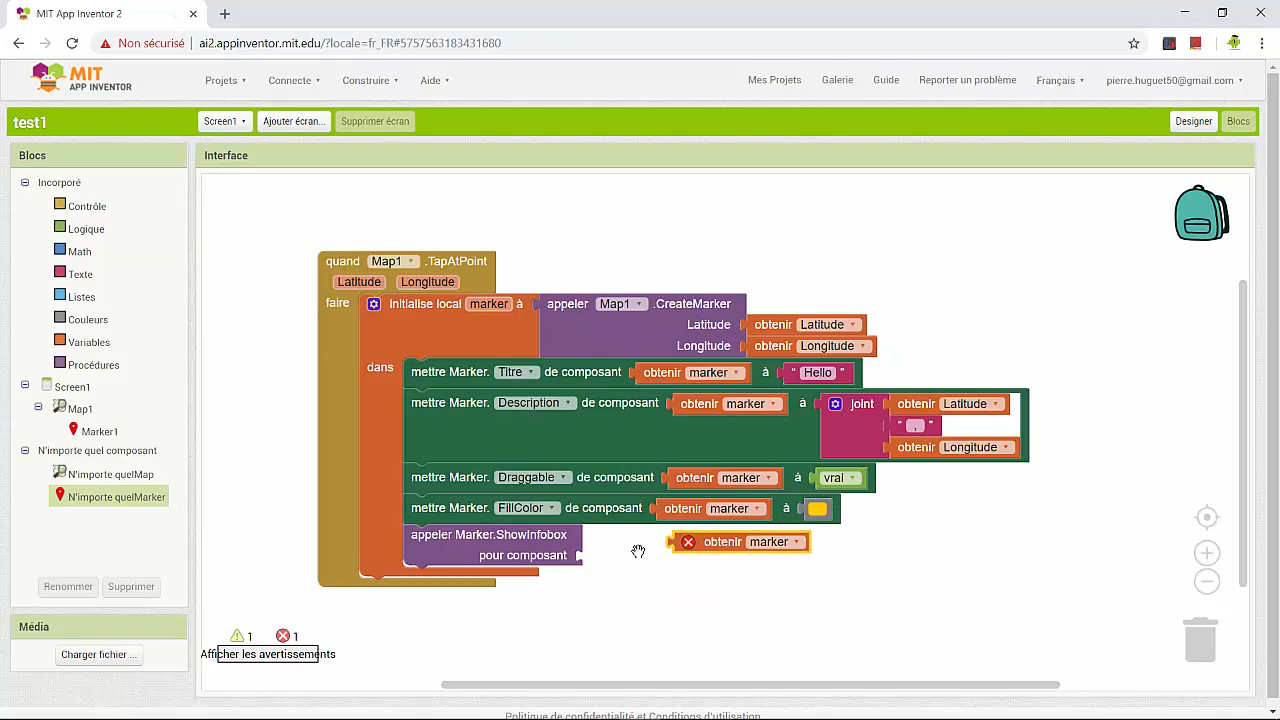 MIT App Inventor 2
Non sécurisé
ai2.appinventor.mit.edu/?locale=fr_FR#5757563183431680
MIT
APP INVENTOR
Projets
Connecte
Construire
Aide
Mes Projets
Galerie
Guide
Reporter un problème
Français
pierre.huguet50@gmail.com
test1
Screen1
Ajouter écran...
Supprime écran
Designer
Blocs
Blocs
Interface
Incorporé
Contrôle
Logique
Math
Texte
Listes
Couleurs
Variables
Procédures
Screen1
Map1
Marker1
N'importe quel composant
N'importe quelMap
N'importe quelMarker
Renommer
Supprimer
Média
Charger fichier ...
quand Map1 .TapAtPoint
Latitude Longitude
faire initialise local marker à appeler Map1 .CreateMarker
Latitude obtenir Latitude
Longitude obtenir Longitude
dans mettre Marker. Titre de composant obtenir marker à “ Hello ”
mettre Marker. Description de composant obtenir marker à joint obtenir Latitude
“ , ”
obtenir Longitude
mettre Marker. Draggable de composant obtenir marker à vrai
mettre Marker. FillColor de composant obtenir marker à
appeler Marker.ShowInfobox
pour composant
obtenir marker
1 1
Afficher les avertissements
Politique de confidentialité et Conditions d'utilisation